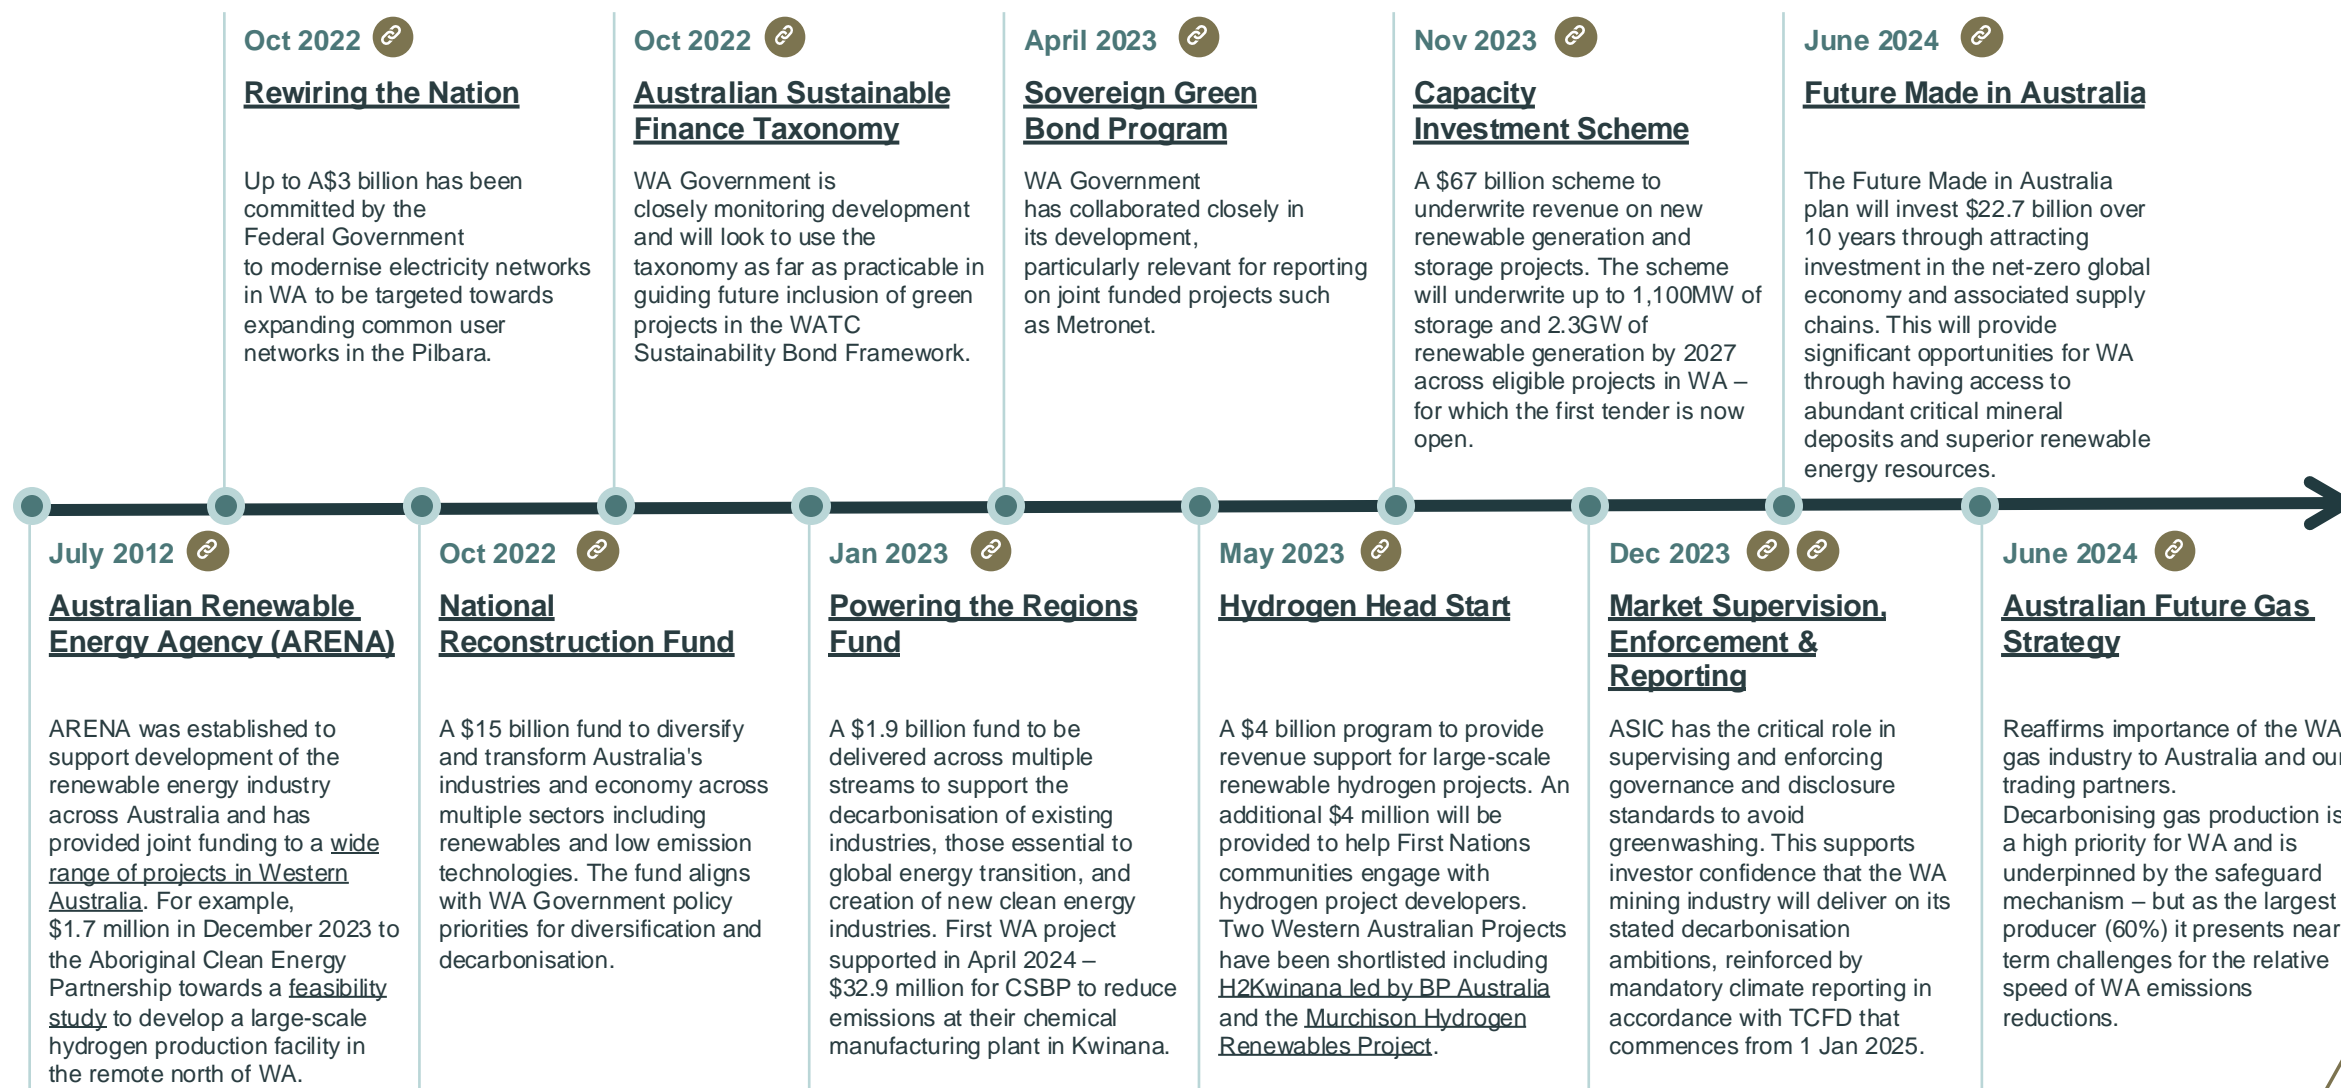 Oct 2022
Rewiring the Nation
Up to A$3 billion has been
committed by the
Federal Government
to modernise electricity networks
in WA to be targeted towards
expanding common user
networks in the Pilbara.
Oct 2022
Australian Sustainable
Finance Taxonomy
WA Government is
closely monitoring development
and will look to use the
taxonomy as far as practicable in
guiding future inclusion of green
projects in the WATC
Sustainability Bond Framework.
April 2023
Sovereign Green
Bond Program
WA Government
has collaborated closely in
its development,
particularly relevant for reporting
on joint funded projects such
as Metronet.
Nov 2023
Capacity
Investment Scheme
A $67 billion scheme to
underwrite revenue on new
renewable generation and
storage projects. The scheme
will underwrite up to 1,100MW of
storage and 2.3GW of
renewable generation by 2027
across eligible projects in WA –
for which the first tender is now
open.
June 2024
Future Made in Australia
The Future Made in Australia
plan will invest $22.7 billion over
10 years through attracting
investment in the net-zero global
economy and associated supply
chains. This will provide
significant opportunities for WA
through having access to
abundant critical mineral
deposits and superior renewable
energy resources.
July 2012
Australian Renewable
Energy Agency (ARENA)
ARENA was established to
support development of the
renewable energy industry
across Australia and has
provided joint funding to a wide
range of projects in Western
Australia. For example,
$1.7 million in December 2023 to
the Aboriginal Clean Energy
Partnership towards a feasibility
study to develop a large-scale
hydrogen production facility in
the remote north of WA.
Oct 2022
National
Reconstruction Fund
A $15 billion fund to diversify
and transform Australia's
industries and economy across
multiple sectors including
renewables and low emission
technologies. The fund aligns
with WA Government policy
priorities for diversification and
decarbonisation.
Jan 2023
Powering the Regions
Fund
A $1.9 billion fund to be
delivered across multiple
streams to support the
decarbonisation of existing
industries, those essential to
global energy transition, and
creation of new clean energy
industries. First WA project
supported in April 2024 –
$32.9 million for CSBP to reduce
emissions at their chemical
manufacturing plant in Kwinana.
May 2023
Hydrogen Head Start
A $4 billion program to provide
revenue support for large-scale
renewable hydrogen projects. An
additional $4 million will be
provided to help First Nations
communities engage with
hydrogen project developers.
Two Western Australian Projects
have been shortlisted including
H2Kwinana led by BP Australia
and the Murchison Hydrogen
Renewables Project.
Dec 2023
Market Supervision,
Enforcement &
Reporting
ASIC has the critical role in
supervising and enforcing
governance and disclosure
standards to avoid
greenwashing. This supports
investor confidence that the WA
mining industry will deliver on its
stated decarbonisation
ambitions, reinforced by
mandatory climate reporting in
accordance with TCFD that
commences from 1 Jan 2025.
June 2024
Australian Future Gas
Strategy
Reaffirms importance of the WA
gas industry to Australia and our
trading partners.
Decarbonising gas production is
a high priority for WA and is
underpinned by the safeguard
mechanism – but as the largest
producer (60%) it presents near
term challenges for the relative
speed of WA emissions
reductions.